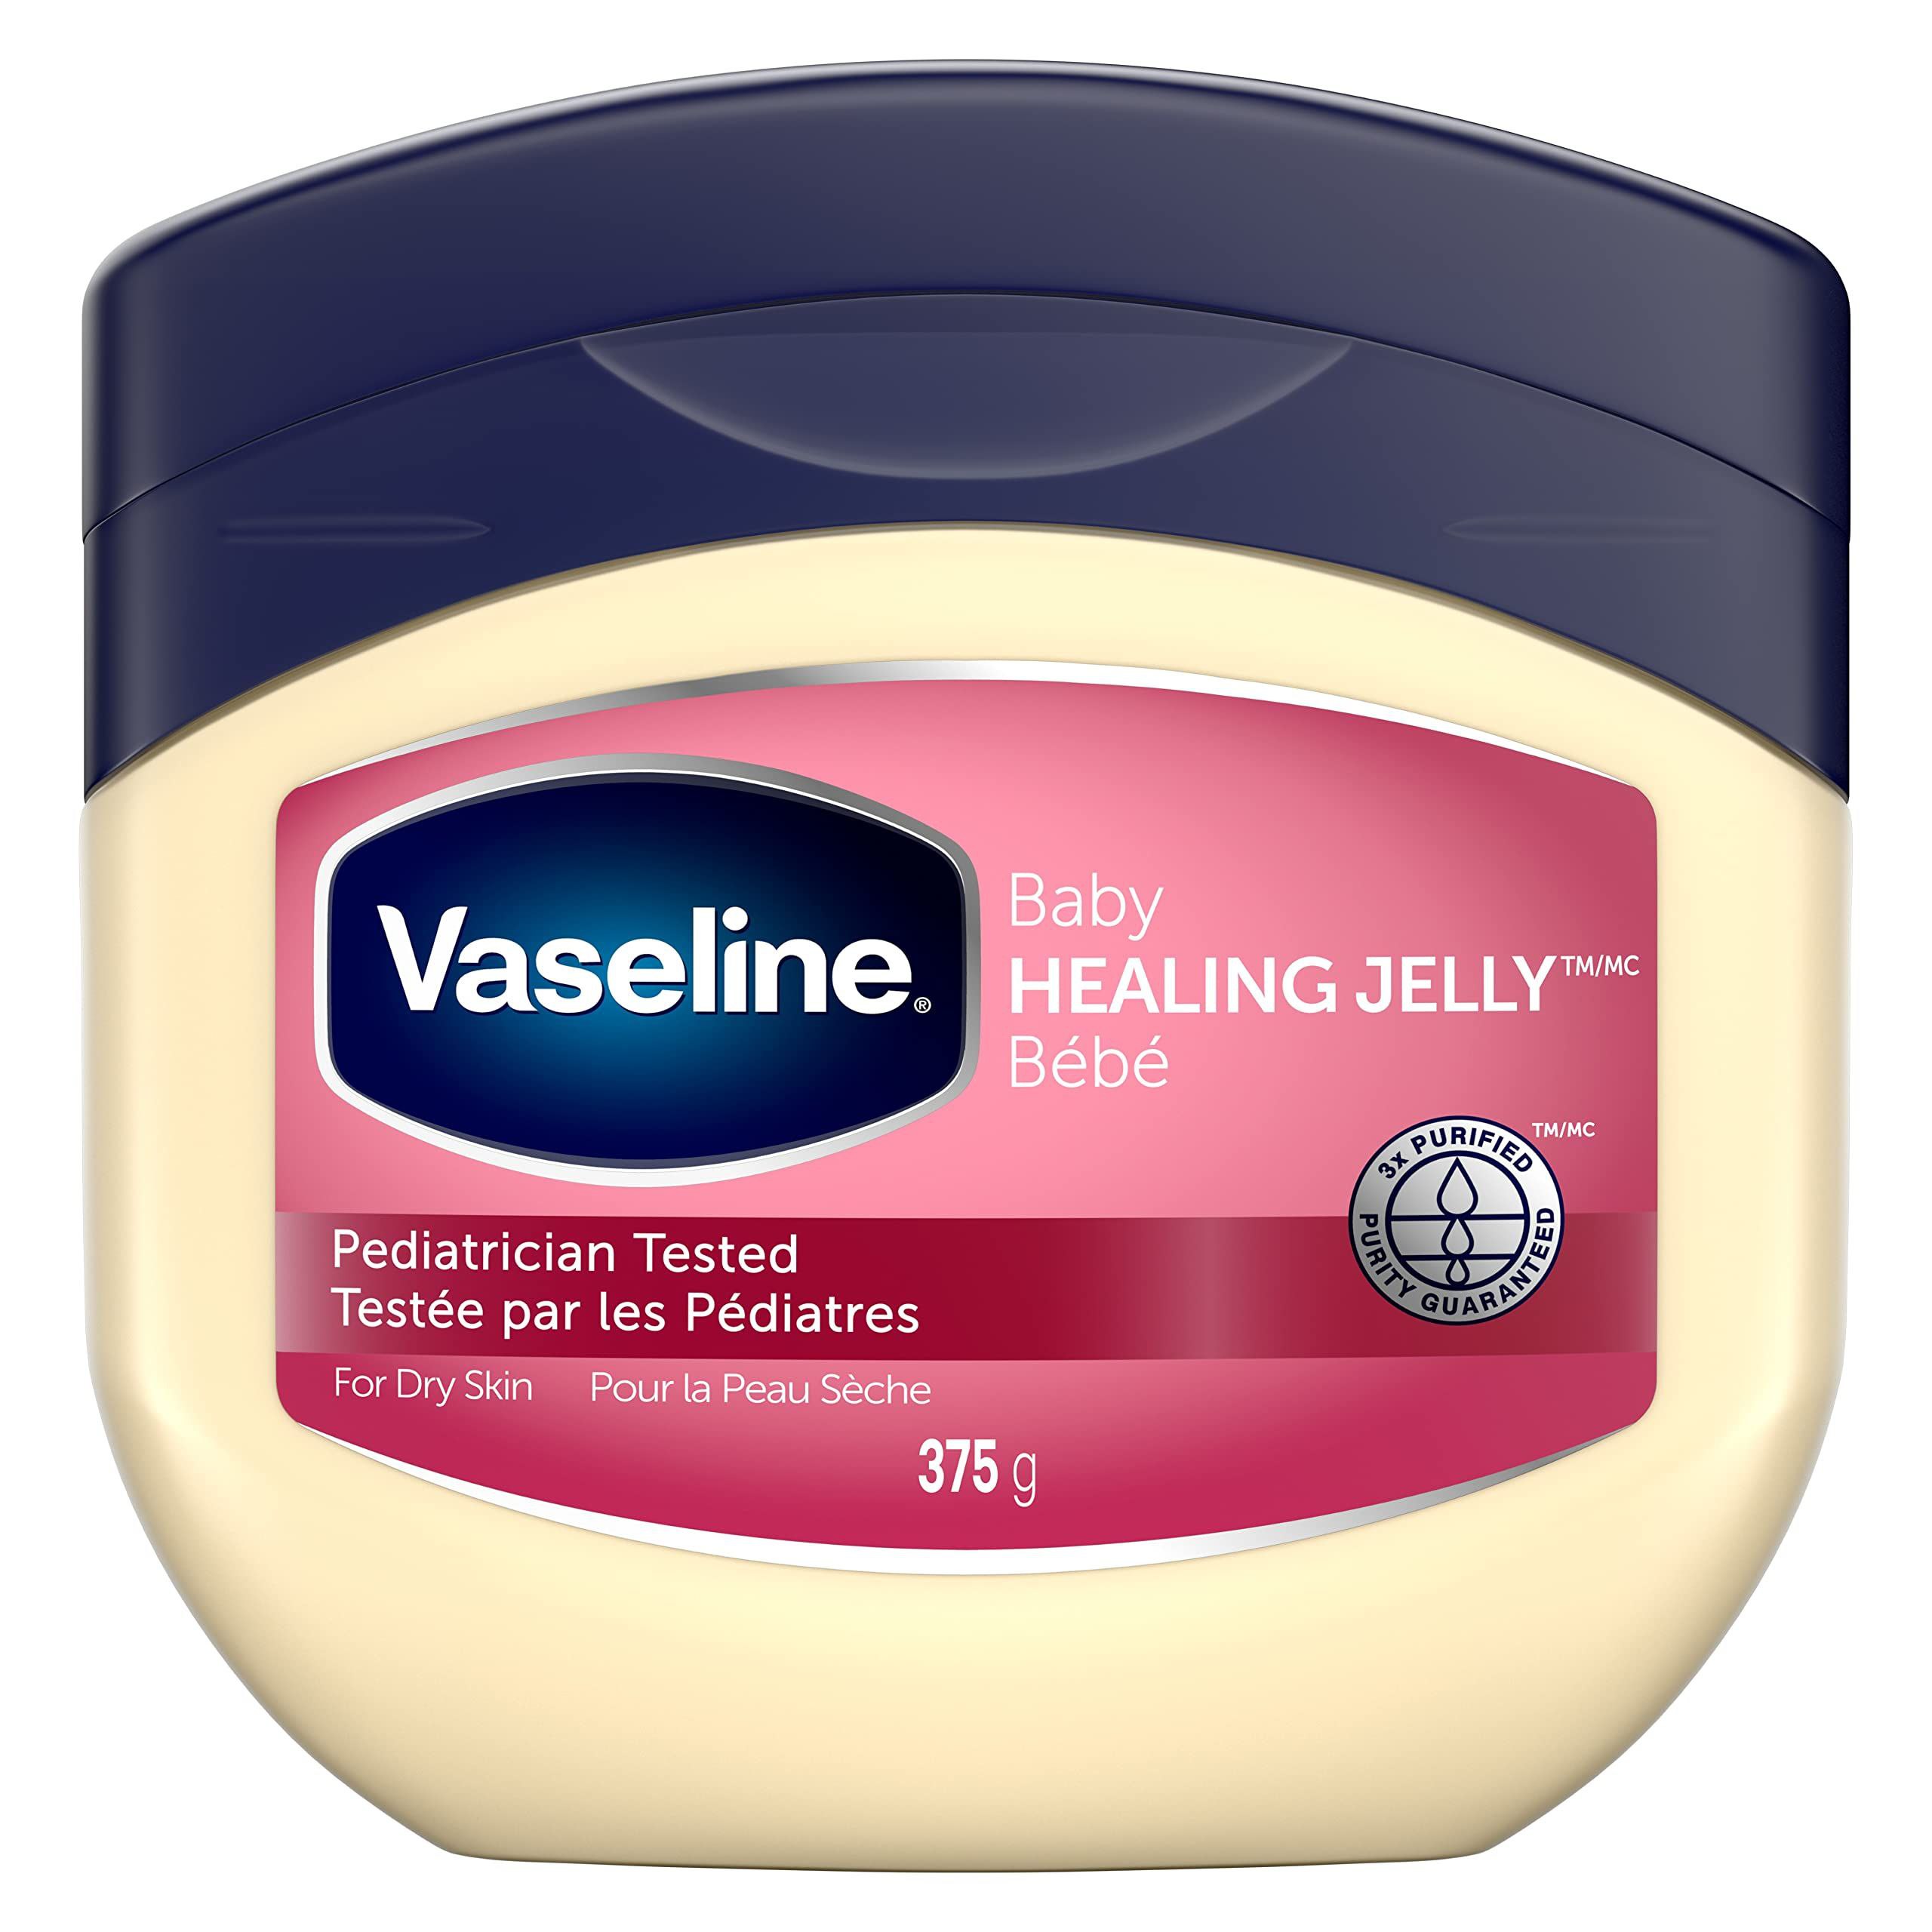 Vaseline®
Baby
HEALING JELLY™/MC
Bébé
3x PURIFIED
PURITY GUARANTEED
TM/MC
Pediatrician Tested
Testée par les Pédiatres
For Dry Skin Pour la Peau Sèche
375 g